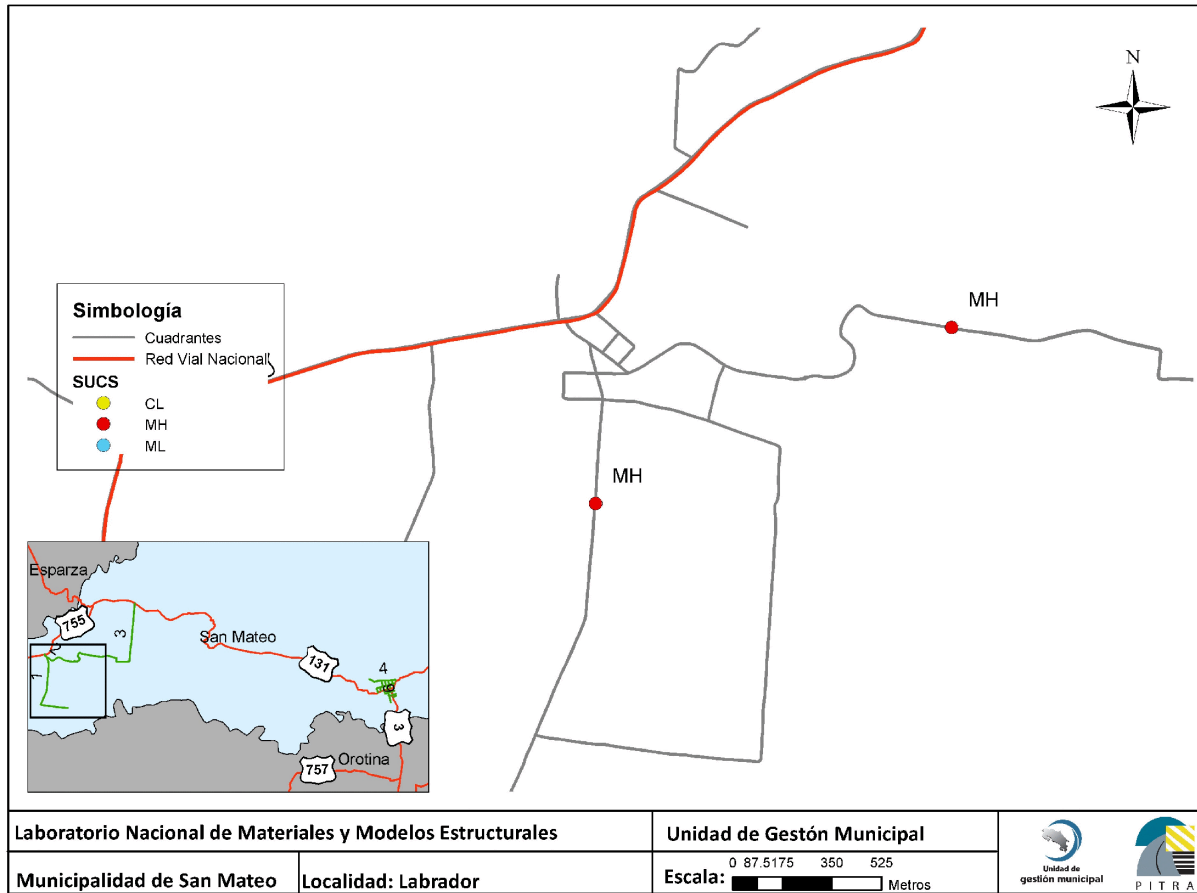 N
MH
Simbología
Cuadrantes
Red Vial Nacional
SUCS
CL
MH
ML
MH
Esparza
755
3
San Mateo
2
131
4
1
6
3
757
Orotina
Laboratorio Nacional de Materiales y Modelos Estructurales
Unidad de Gestión Municipal
Municipalidad de San Mateo
Localidad: Labrador
Escala:
0 87.5175 350 525
Metros
Unidad de
gestión municipal
PITRA